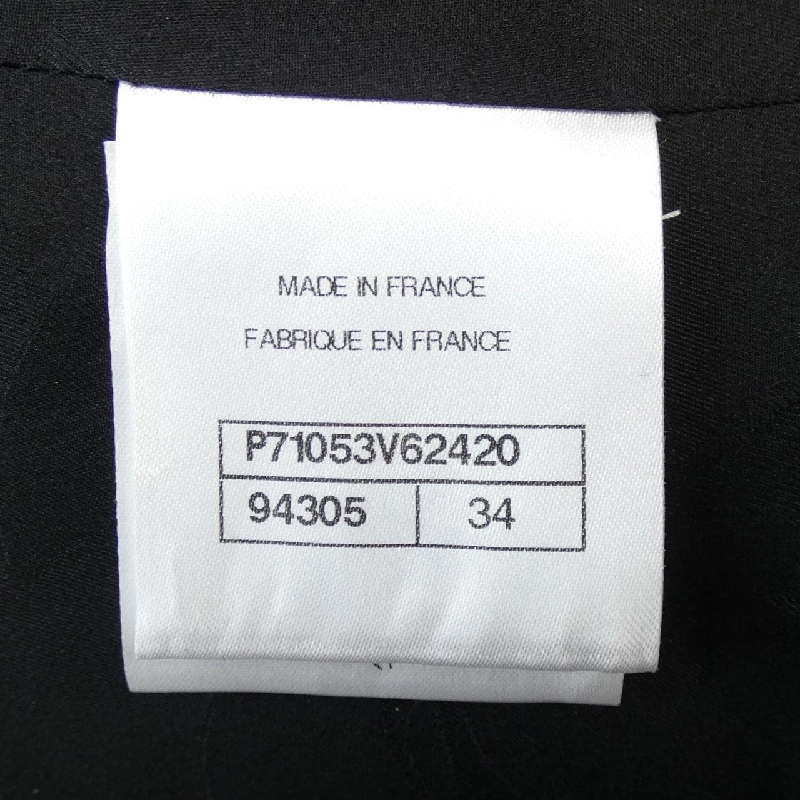 MADE IN FRANCE
FABRIQUE EN FRANCE
P71053V62420
94305 34